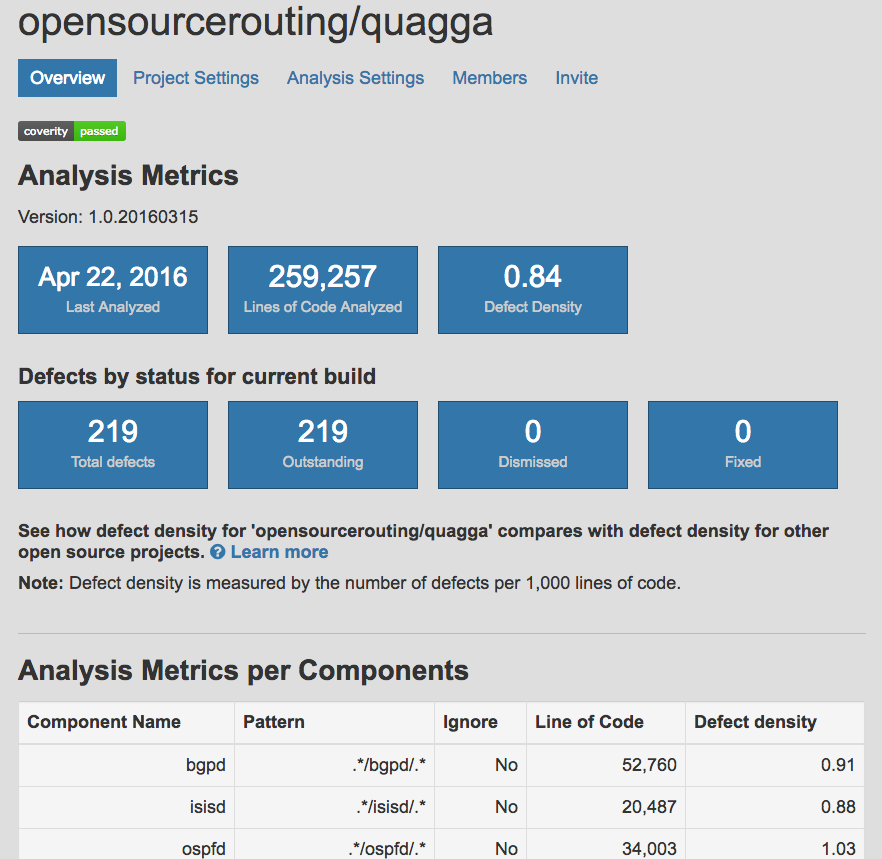 opensourcerouting/quagga
Overview Project Settings Analysis Settings Members Invite
coverity passed
Analysis Metrics
Version: 1.0.20160315
Apr 22, 2016 259,257 0.84
Last Analyzed Lines of Code Analyzed Defect Density
Defects by status for current build
219 219 0 0
Total defects Outstanding Dismissed Fixed
See how defect density for 'opensourcerouting/quagga' compares with defect density for other
open source projects. ? Learn more
Note: Defect density is measured by the number of defects per 1,000 lines of code.
Analysis Metrics per Components
Component Name Pattern Ignore Line of Code Defect density
bgpd .*/bgpd/.* No 52,760 0.91
isisd .*/isisd/.* No 20,487 0.88
ospfd .*/ospfd/.* No 34,003 1.03